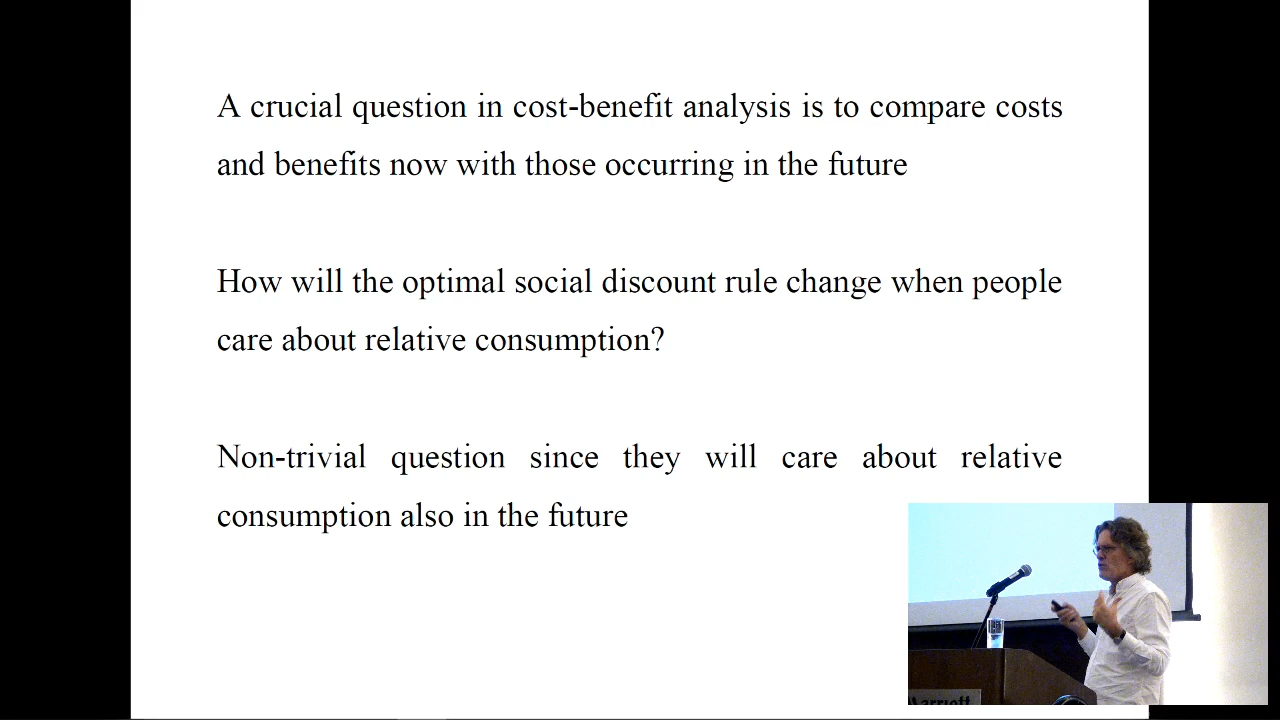 A crucial question in cost-benefit analysis is to compare costs
and benefits now with those occurring in the future
How will the optimal social discount rule change when people
care about relative consumption?
Non-trivial question since they will care about relative
consumption also in the future
Marriott